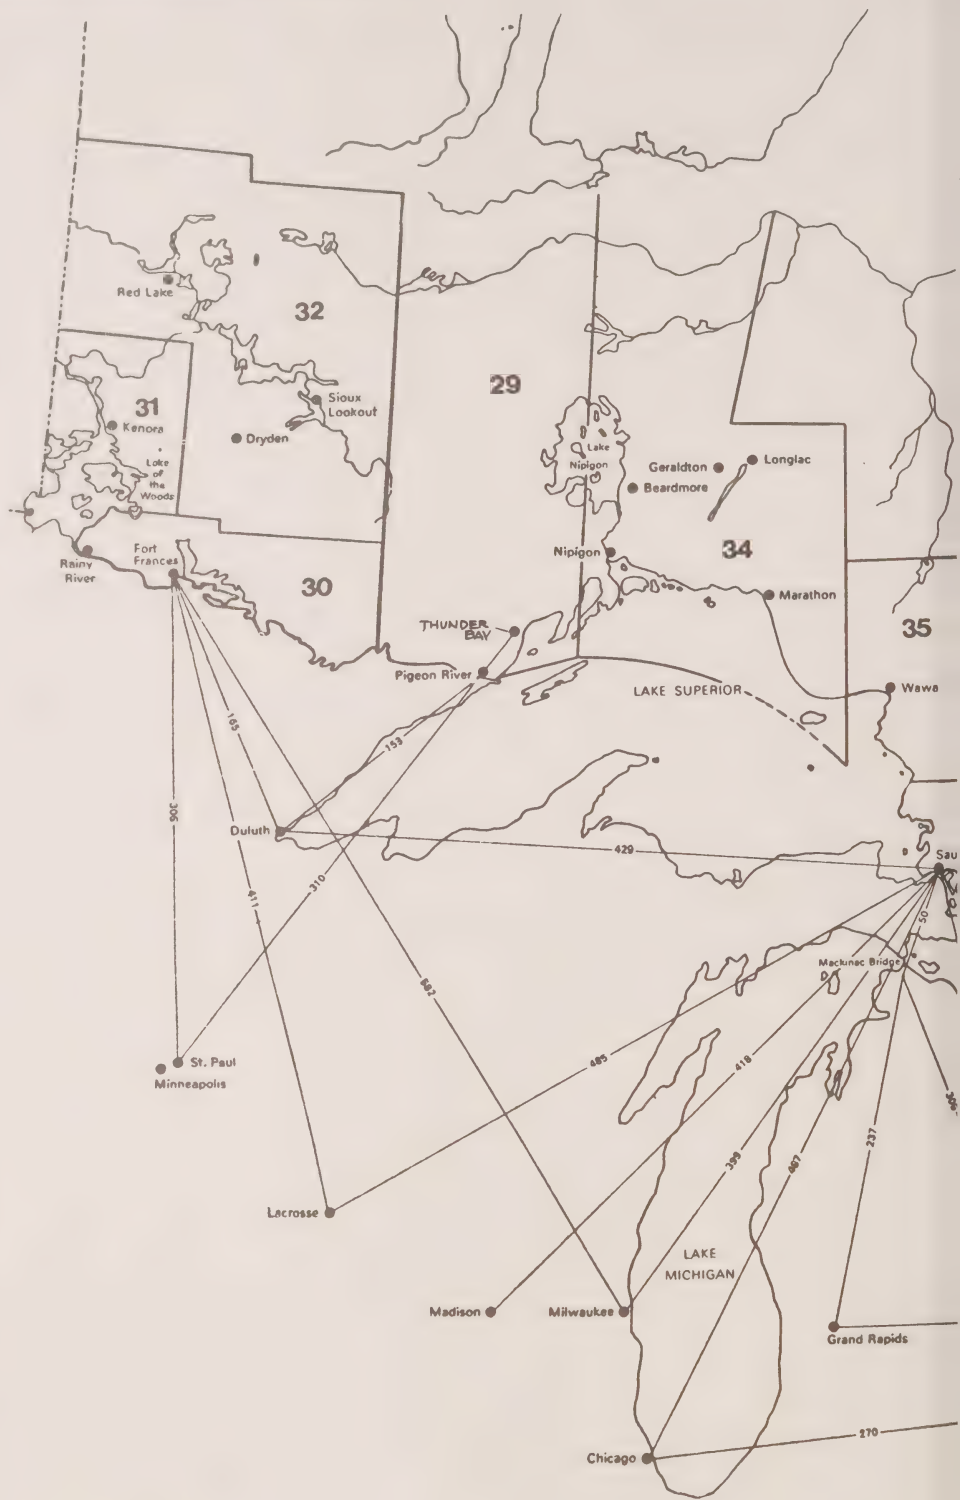 32
Red Lake
29
31
Kenora
Sioux
Lookout
Dryden
Lake
of
the
Woods
Lake
Nipigon
Geraldton
Longlac
Beardmore
Rainy
River
Fort
Frances
30
Nipigon
34
Marathon
35
THUNDER
BAY
Pigeon River
LAKE SUPERIOR
Wawa
165
153
305
Duluth
429
Sau
411
310
50
Mackinac Bridge
682
485
418
St. Paul
Minneapolis
399
467
237
Lacrosse
LAKE
MICHIGAN
Madison
Milwaukee
Grand Rapids
Chicago
270